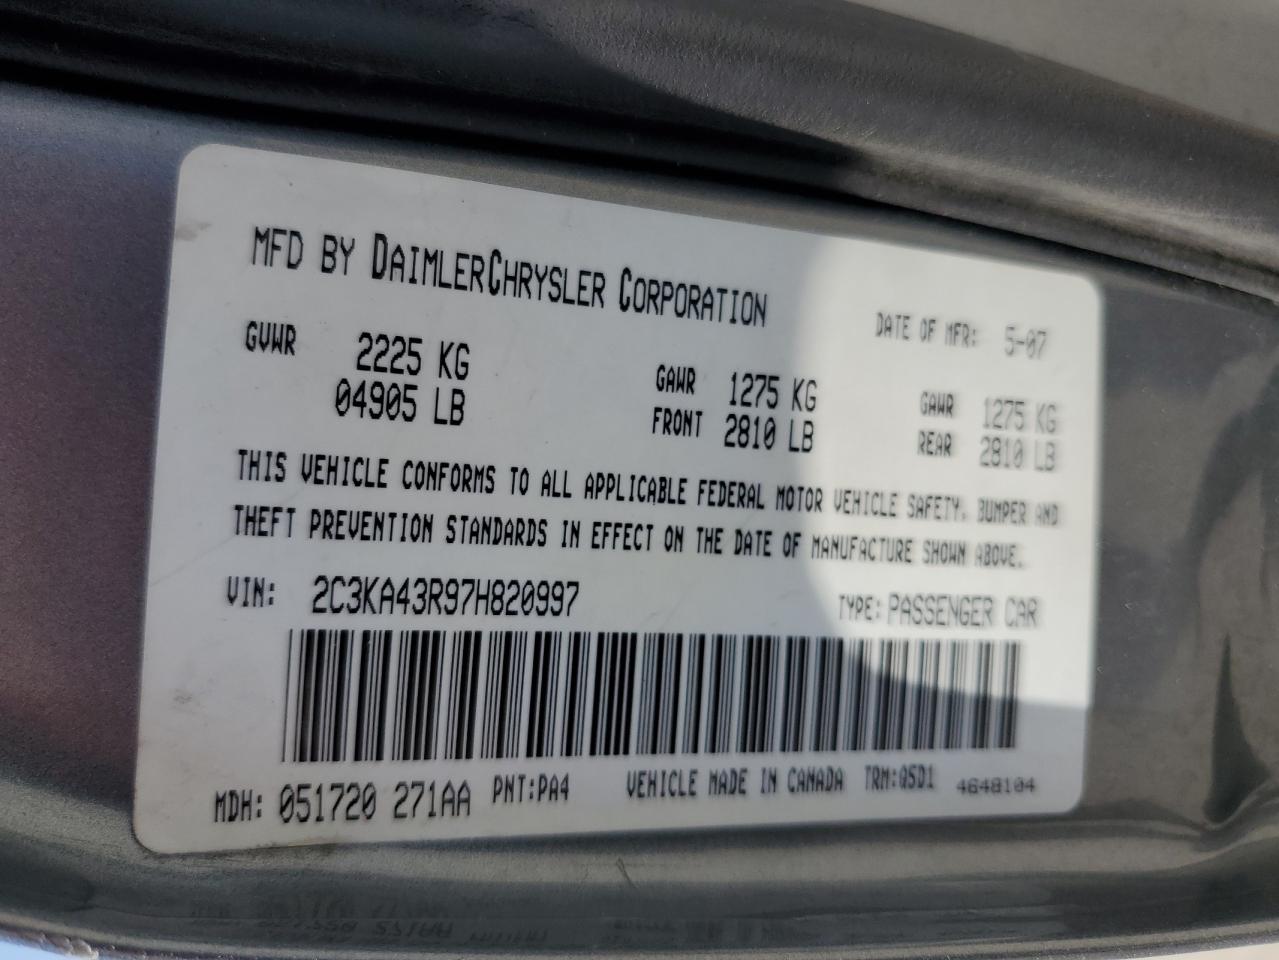 MFD BY DAIMLERCHRYSLER CORPORATION
DATE OF MFR: 5-07
GVWR 2225 KG
04905 LB
GAWR 1275 KG
FRONT 2810 LB
GAWR 1275 KG
REAR 2810 LB
THIS VEHICLE CONFORMS TO ALL APPLICABLE FEDERAL MOTOR VEHICLE SAFETY, BUMPER AND
THEFT PREVENTION STANDARDS IN EFFECT ON THE DATE OF MANUFACTURE SHOWN ABOVE.
VIN: 2C3KA43R97H820997 TYPE: PASSENGER CAR
MDH: 051720 271AA PNT:PA4 VEHICLE MADE IN CANADA TRM:A5D1 4648104